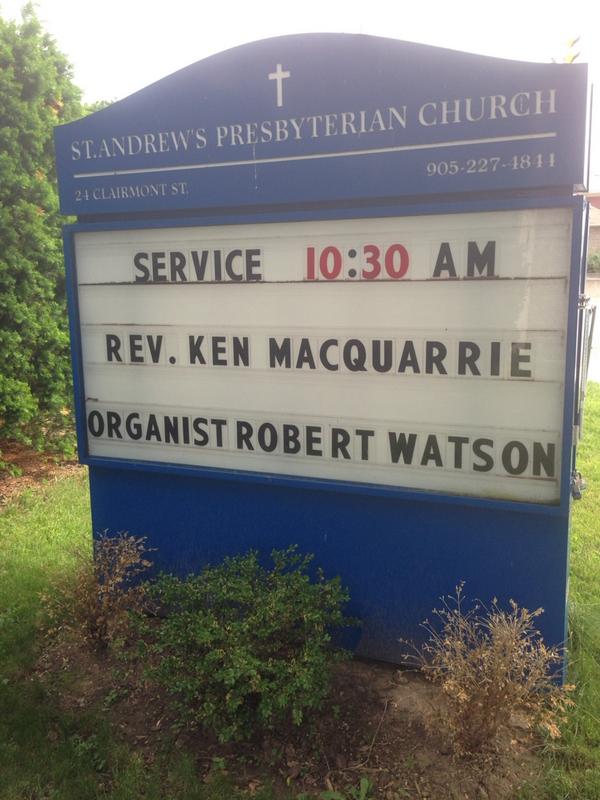 ST. ANDREW'S PRESBYTERIAN CHURCH
24 CLAIRMONT ST. 905-227-4844
SERVICE 10:30 AM
REV. KEN MACQUARRIE
ORGANIST ROBERT WATSON